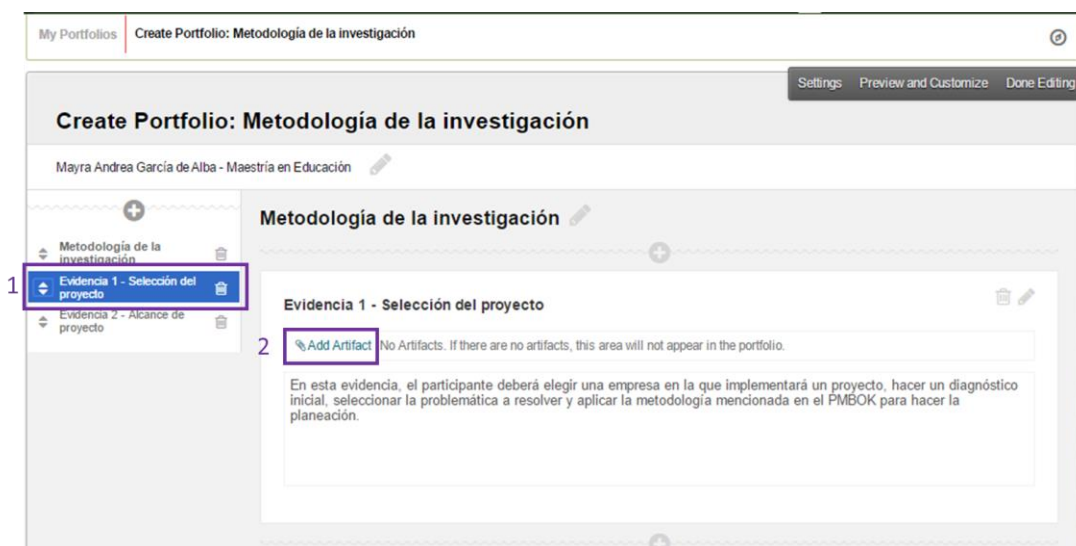 My Portfolios Create Portfolio: Metodología de la investigación
Settings Preview and Customize Done Editing
Create Portfolio: Metodología de la investigación
Mayra Andrea García de Alba - Maestría en Educación
Metodología de la
investigación
1
Evidencia 1 - Selección del
proyecto
Evidencia 2 - Alcance de
proyecto
Metodología de la investigación
Evidencia 1 - Selección del proyecto
2
Add Artifact No Artifacts. If there are no artifacts, this area will not appear in the portfolio.
En esta evidencia, el participante deberá elegir una empresa en la que implementará un proyecto, hacer un diagnóstico
inicial, seleccionar la problemática a resolver y aplicar la metodología mencionada en el PMBOK para hacer la
planeación.